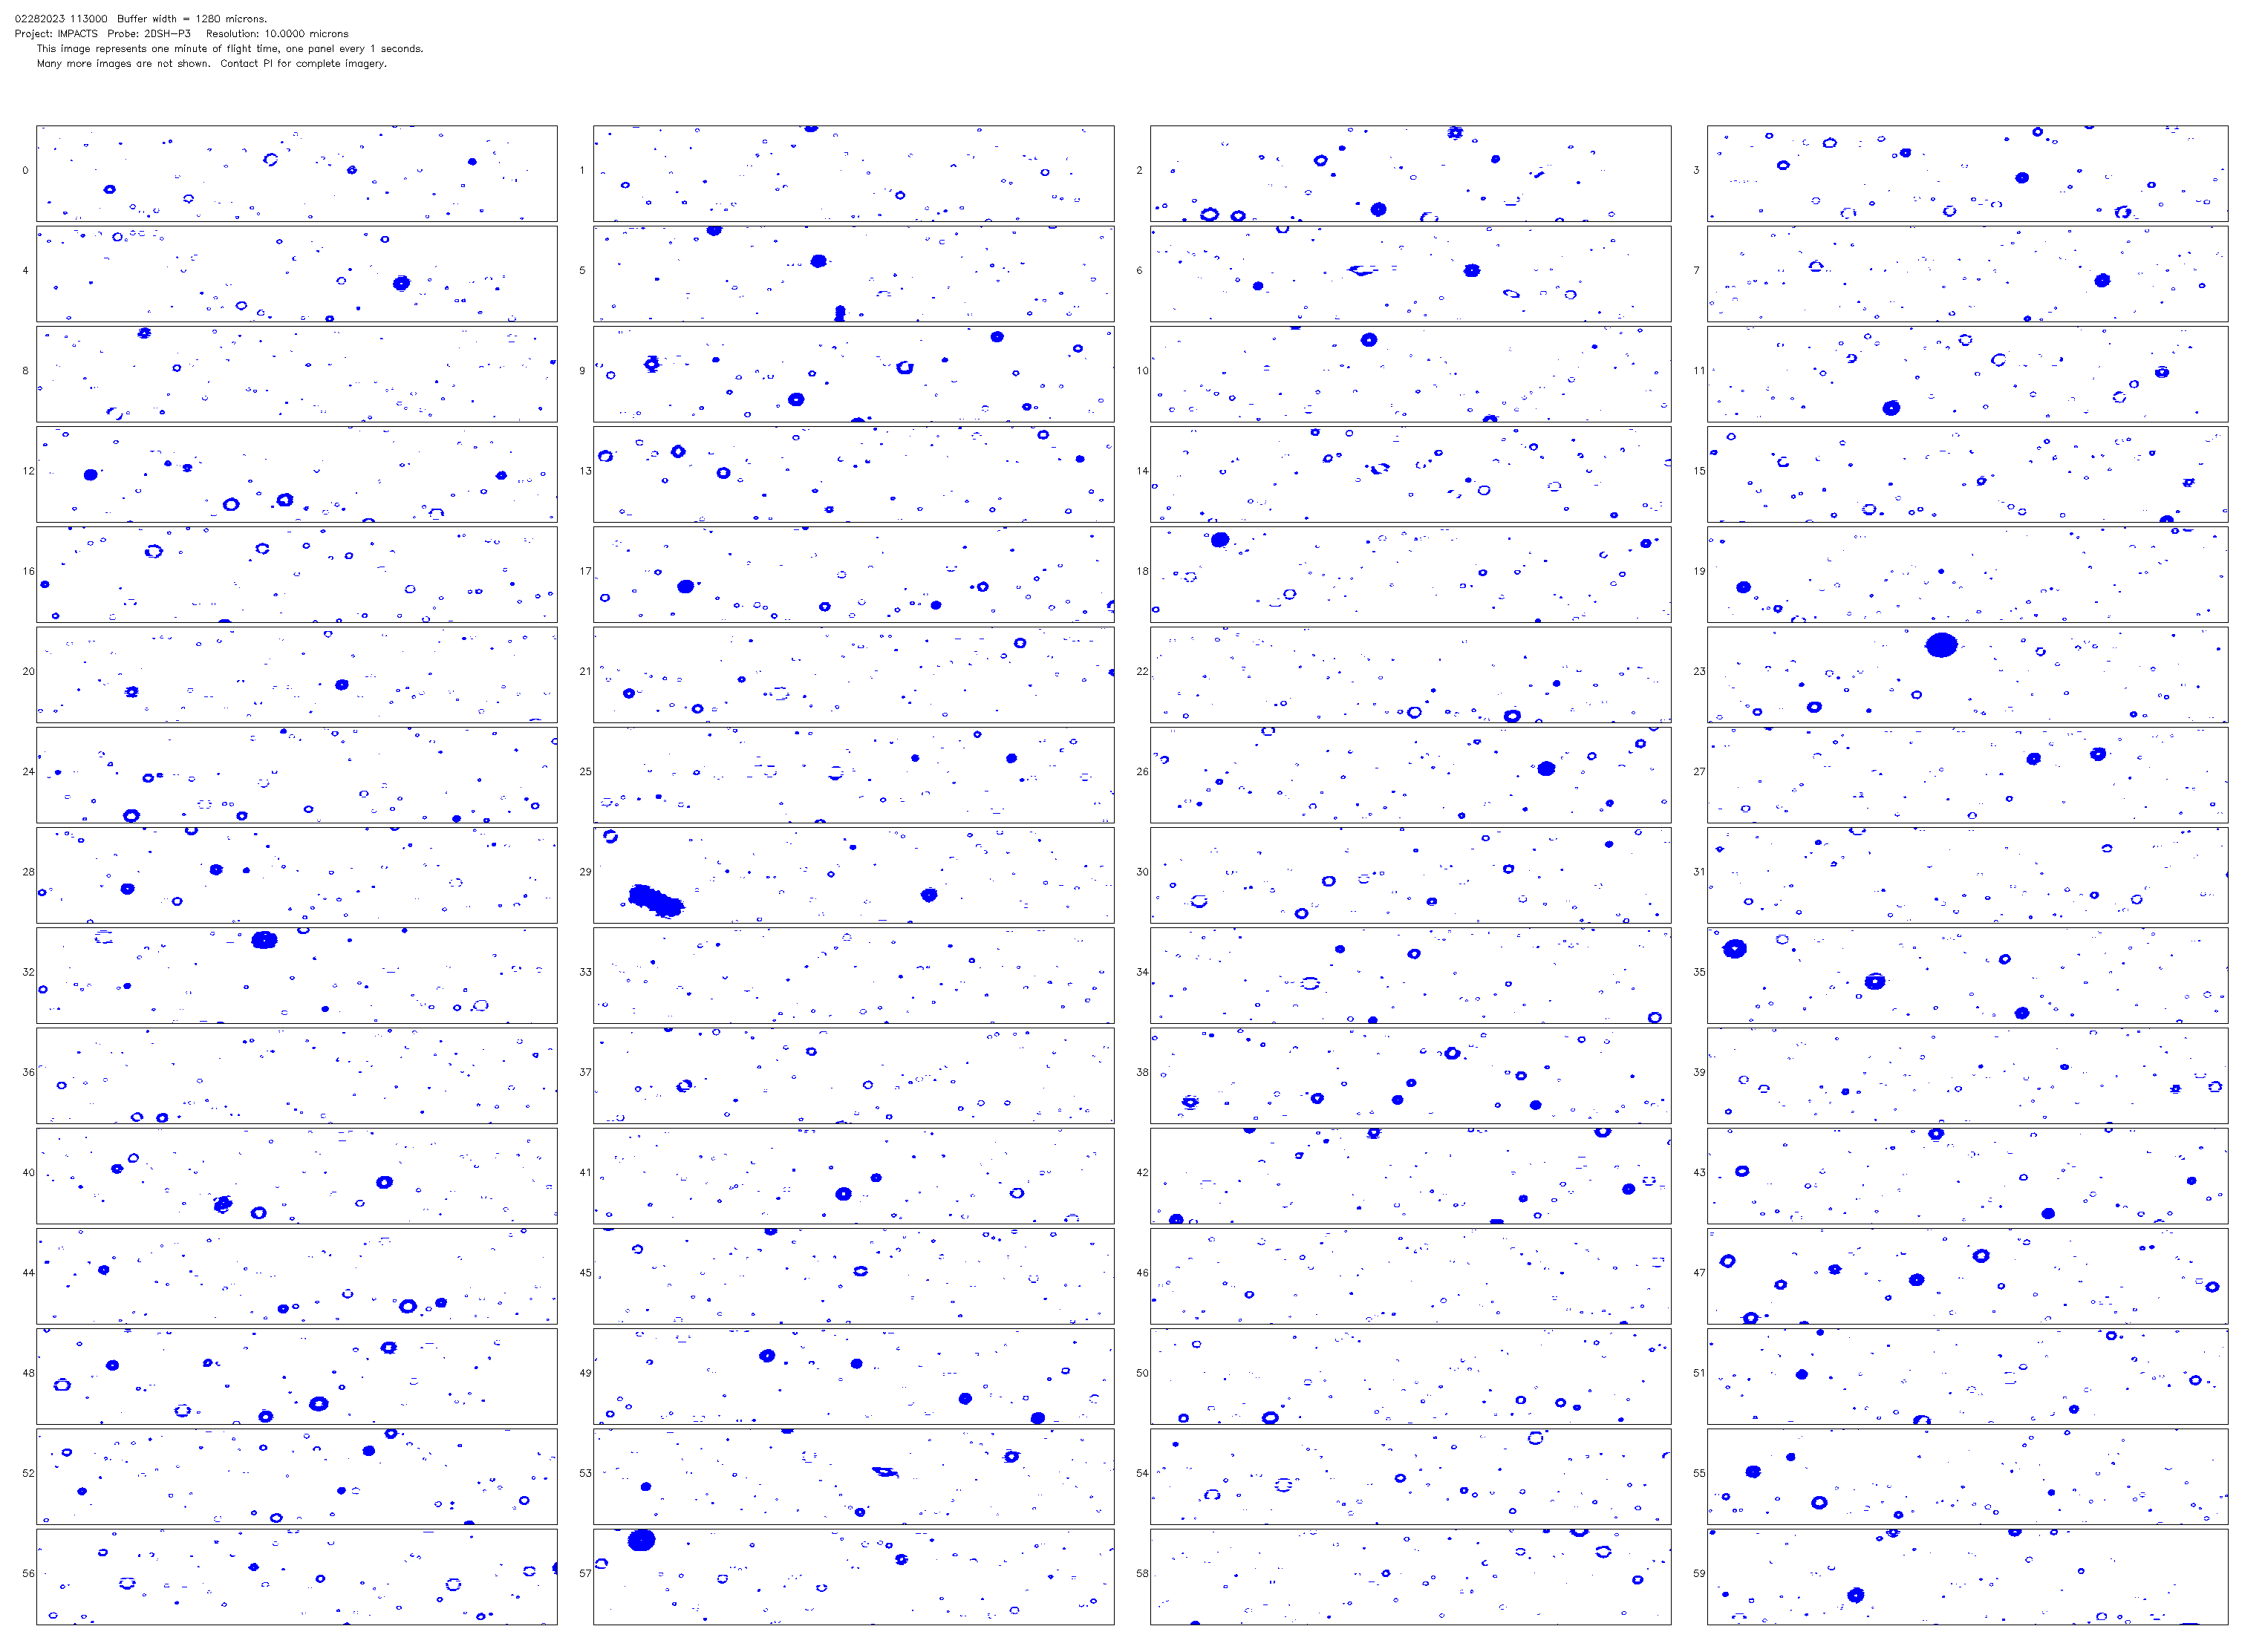 02282023 113000  Buffer width = 1280 microns.
Project: IMPACTS  Probe: 2DSH-P3  Resolution: 10.0000 microns
This image represents one minute of flight time, one panel every 1 seconds.
Many more images are not shown.  Contact PI for complete imagery.
0 1 2 3
4 5 6 7
8 9 10 11
12 13 14 15
16 17 18 19
20 21 22 23
24 25 26 27
28 29 30 31
32 33 34 35
36 37 38 39
40 41 42 43
44 45 46 47
48 49 50 51
52 53 54 55
56 57 58 59